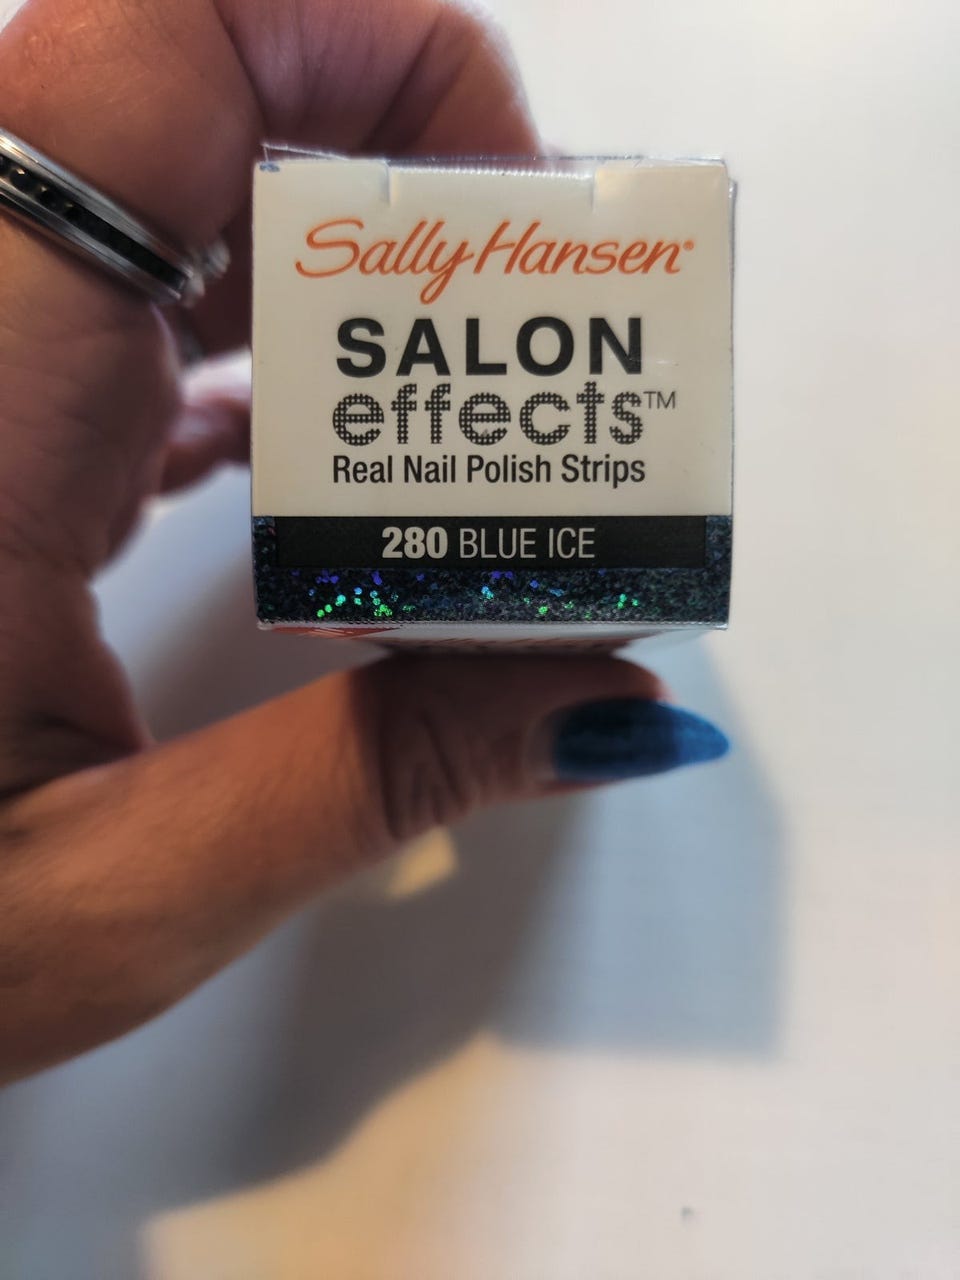 Sally Hansen®
SALON
effects™
Real Nail Polish Strips
280 BLUE ICE